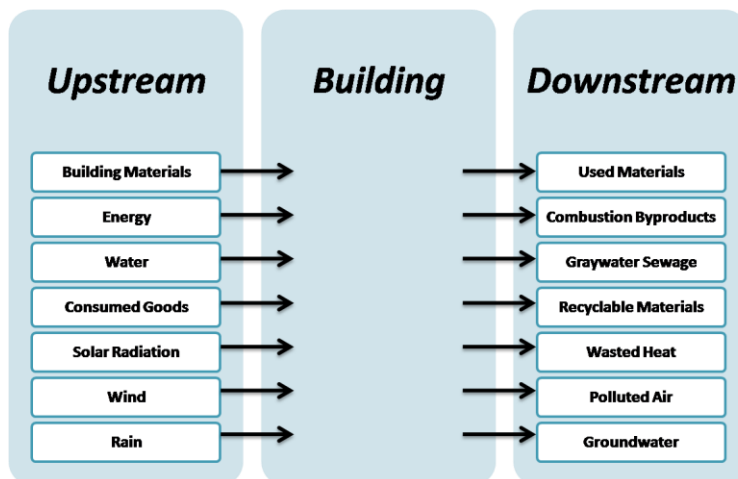 Upstream
Building
Downstream
Building Materials
Used Materials
Energy
Combustion Byproducts
Water
Graywater Sewage
Consumed Goods
Recyclable Materials
Solar Radiation
Wasted Heat
Wind
Polluted Air
Rain
Groundwater